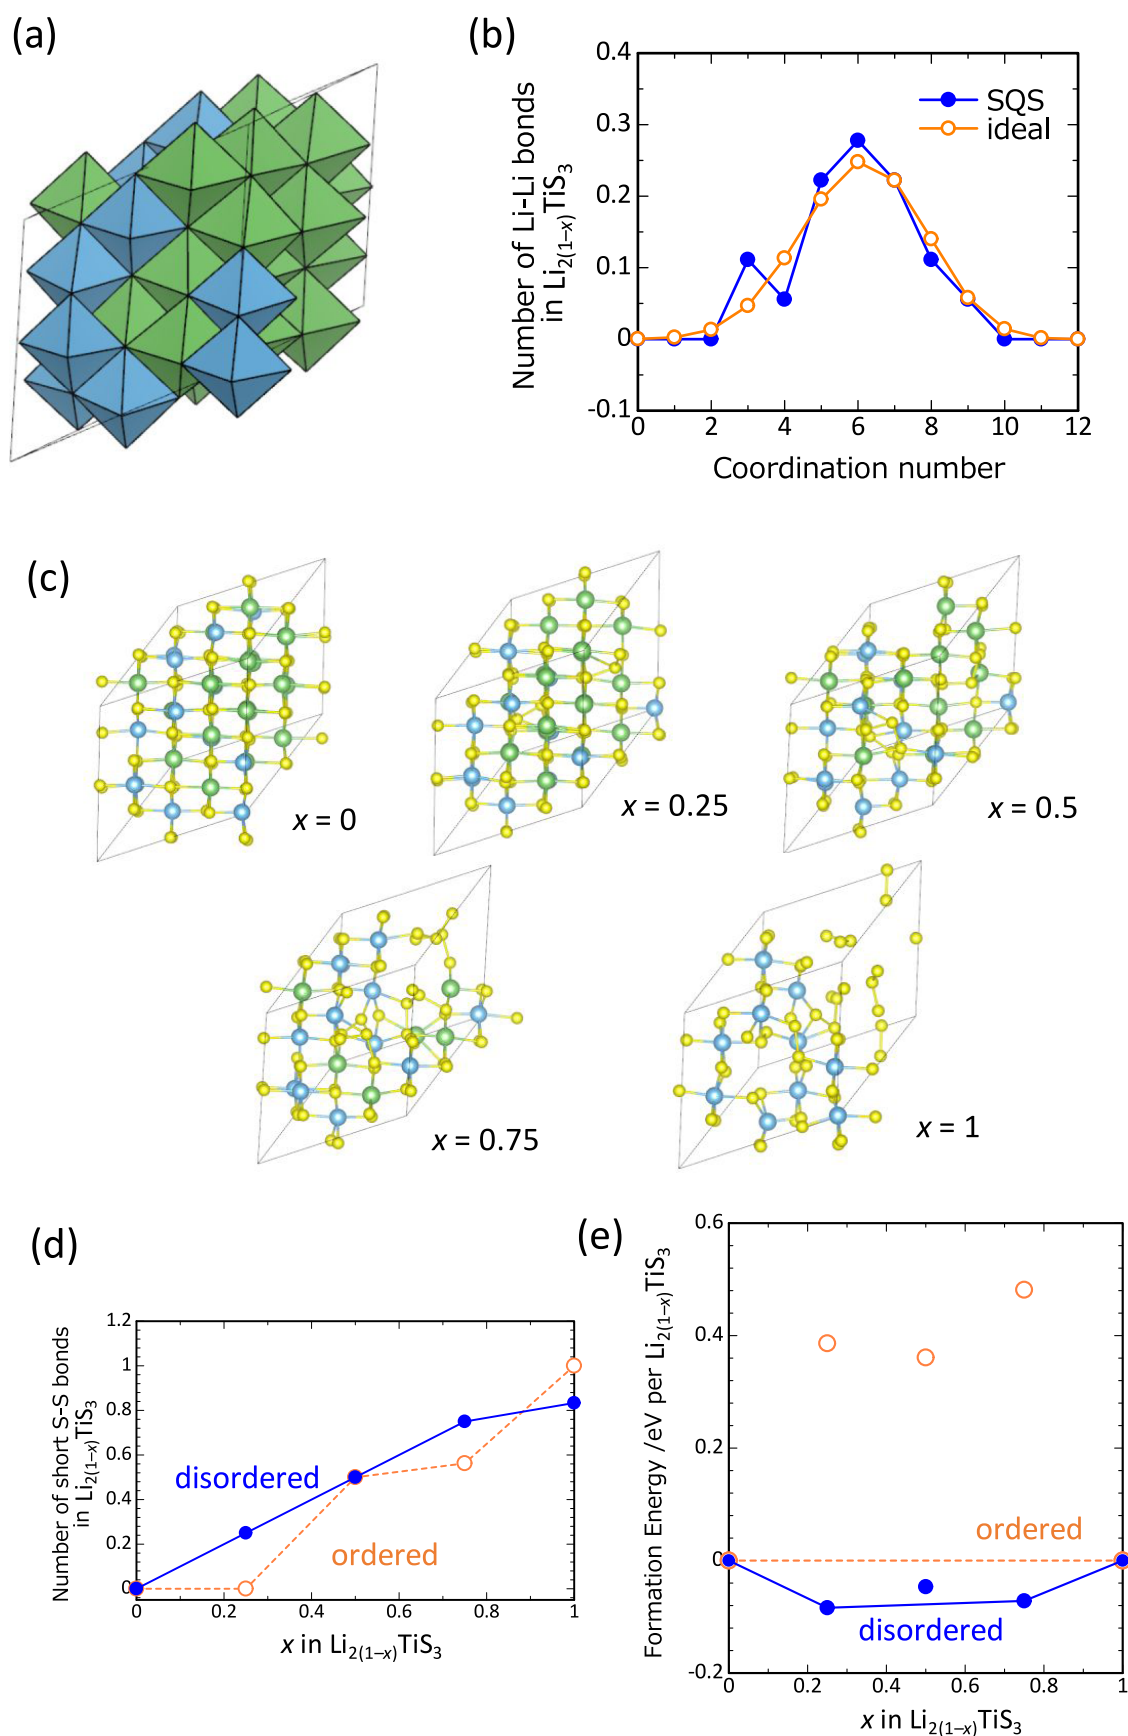 (a)
(b)
Number of Li-Li bonds
in Li2(1−x)TiS3
0.4
0.3
0.2
0.1
0
-0.1
SQS
ideal
0 2 4 6 8 10 12
Coordination number
(c)
x = 0
x = 0.25
x = 0.5
x = 0.75
x = 1
(d)
Number of short S-S bonds
in Li2(1−x)TiS3
1.2
1
0.8
0.6
0.4
0.2
0
disordered
ordered
0 0.2 0.4 0.6 0.8 1
x in Li2(1−x)TiS3
(e)
Formation Energy /eV per Li2(1−x)TiS3
0.6
0.4
0.2
0
-0.2
ordered
disordered
0 0.2 0.4 0.6 0.8 1
x in Li2(1−x)TiS3